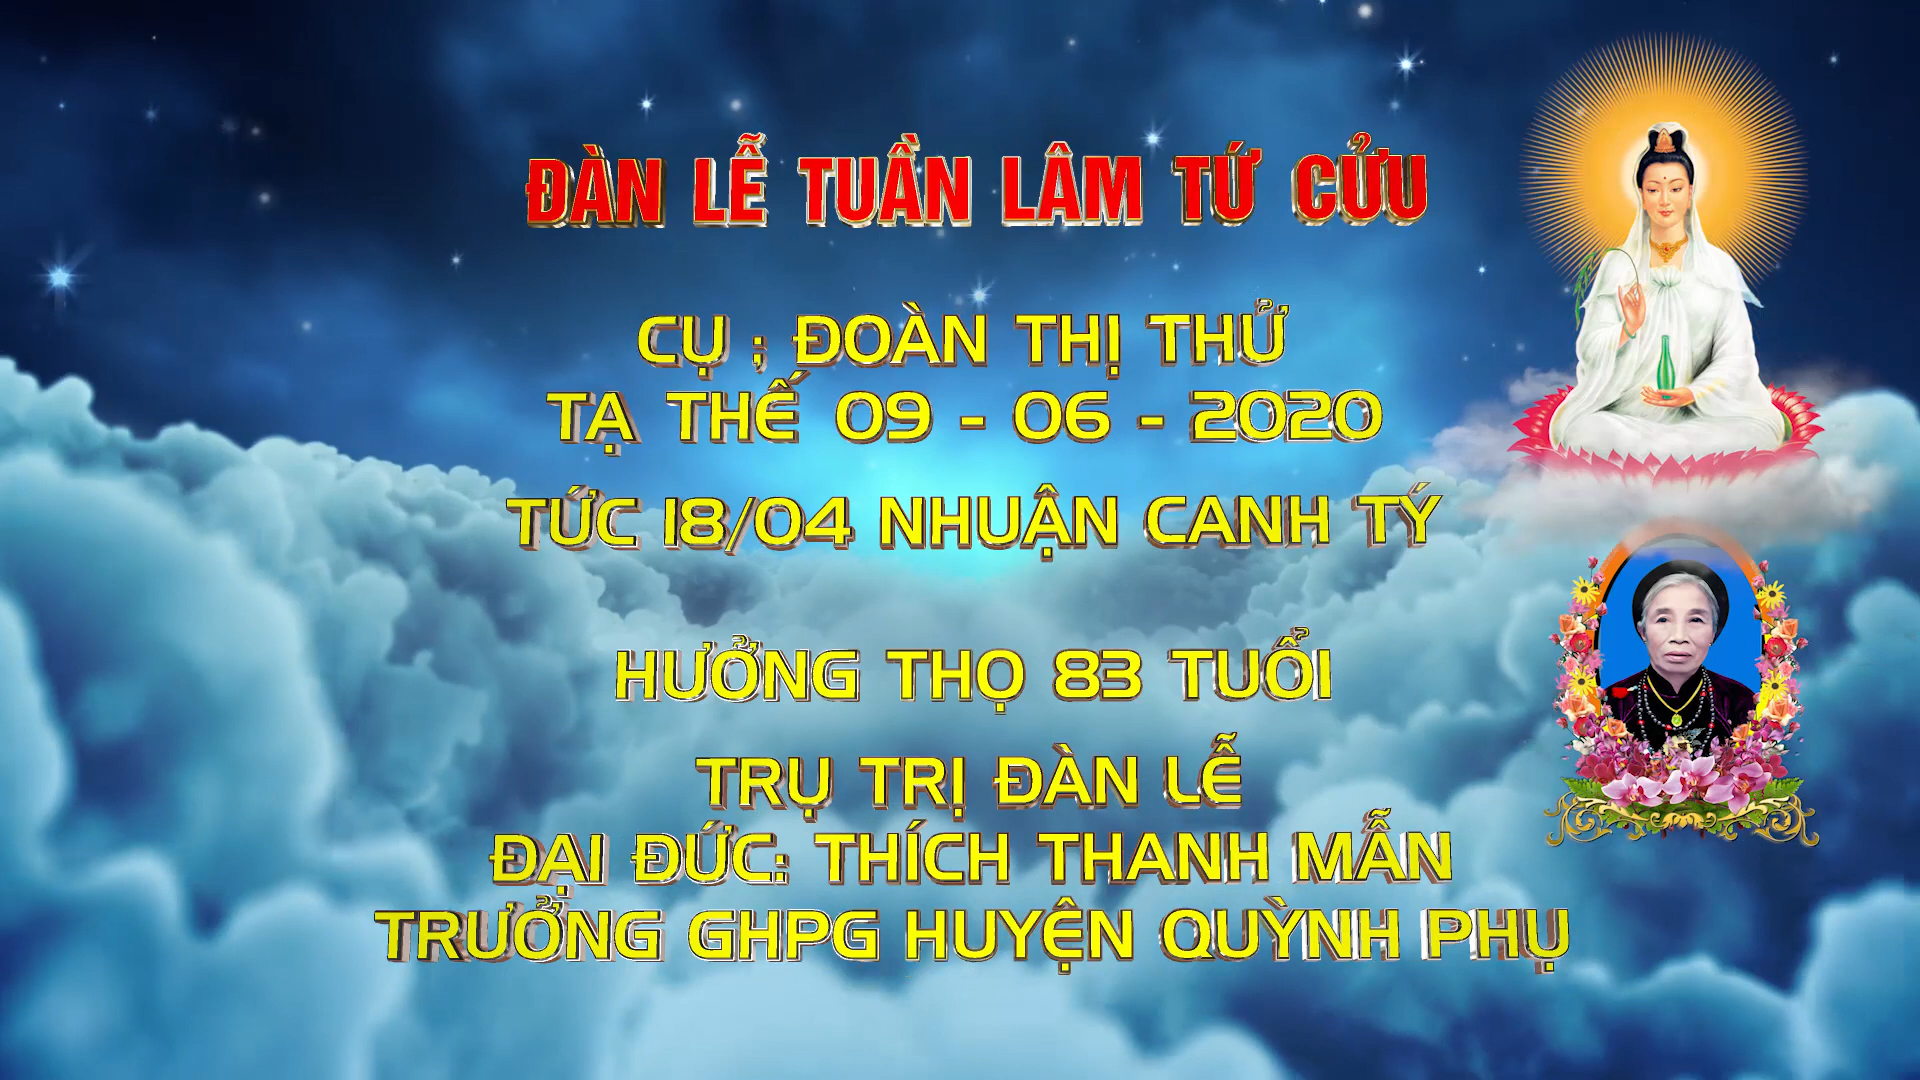 ĐÀN LỄ TUẦN LÂM TỨ CỬU
CỤ ; ĐOÀN THỊ THỬ
TẠ THẾ 09 - 06 - 2020
TỨC 18/04 NHUẬN CANH TÝ
HƯỞNG THỌ 83 TUỔI
TRỤ TRỊ ĐÀN LỄ
ĐẠI ĐỨC: THÍCH THANH MẪN
TRƯỞNG GHPG HUYỆN QUỲNH PHỤ